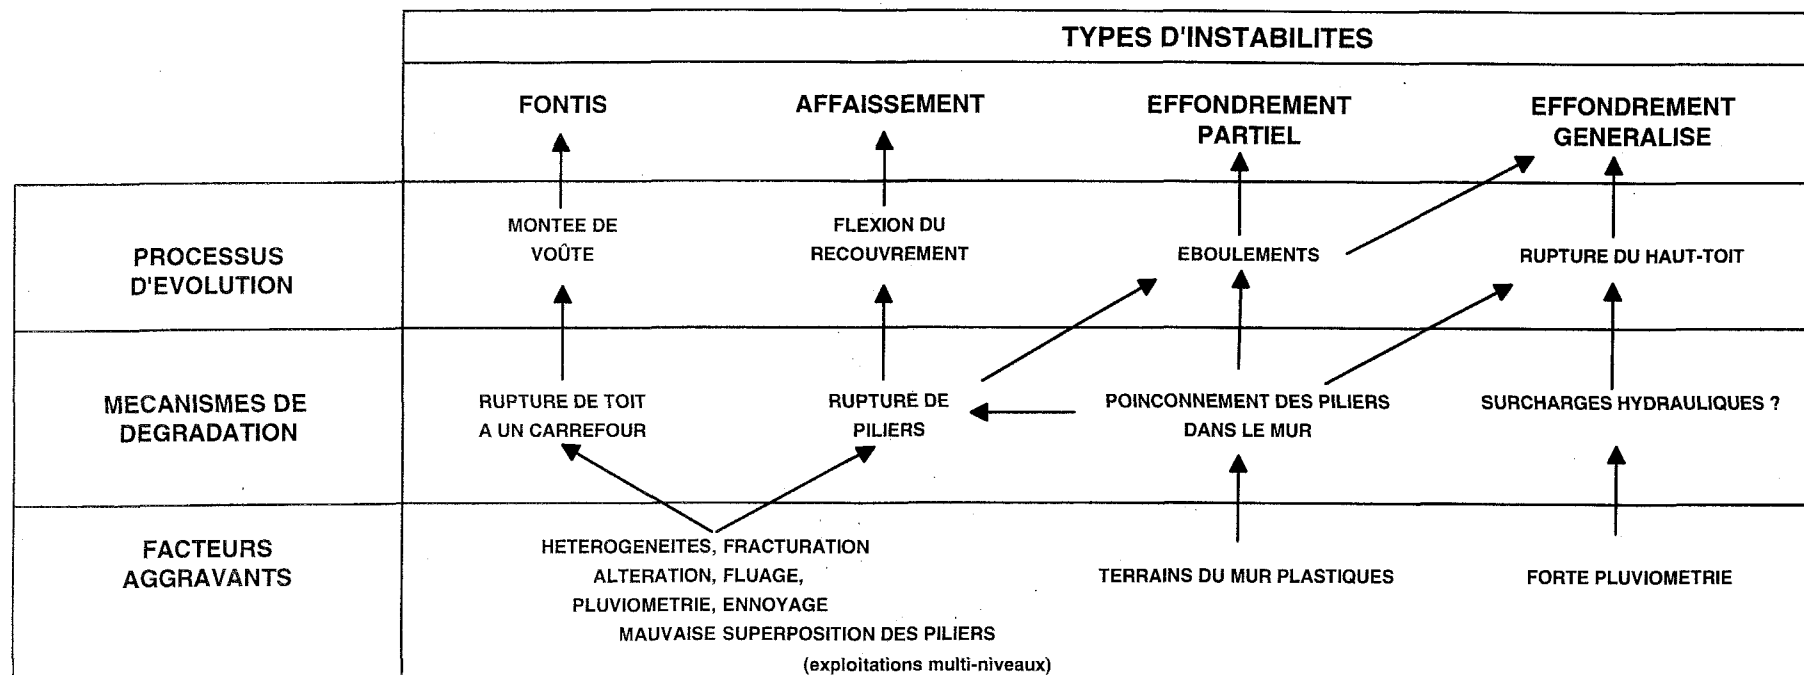 TYPES D'INSTABILITES
FONTIS
AFFAISSEMENT
EFFONDREMENT
PARTIEL
EFFONDREMENT
GENERALISE
PROCESSUS
D'EVOLUTION
MONTEE DE
VOÛTE
FLEXION DU
RECOUVREMENT
EBOULEMENTS
RUPTURE DU HAUT-TOIT
MECANISMES DE
DEGRADATION
RUPTURE DE TOIT
A UN CARREFOUR
RUPTURE DE
PILIERS
POINCONNEMENT DES PILIERS
DANS LE MUR
SURCHARGES HYDRAULIQUES ?
FACTEURS
AGGRAVANTS
HETEROGENEITES, FRACTURATION
ALTERATION, FLUAGE,
PLUVIOMETRIE, ENNOYAGE
MAUVAISE SUPERPOSITION DES PILIERS
(exploitations multi-niveaux)
TERRAINS DU MUR PLASTIQUES
FORTE PLUVIOMETRIE